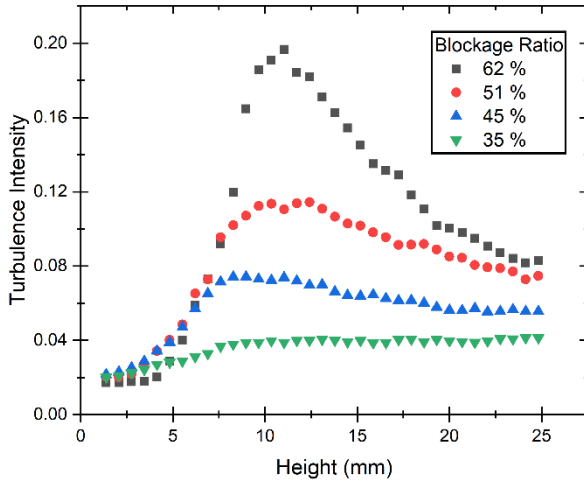 Turbulence Intensity
0.20
0.16
0.12
0.08
0.04
0.00
Blockage Ratio
62 %
51 %
45 %
35 %
0 5 10 15 20 25
Height (mm)